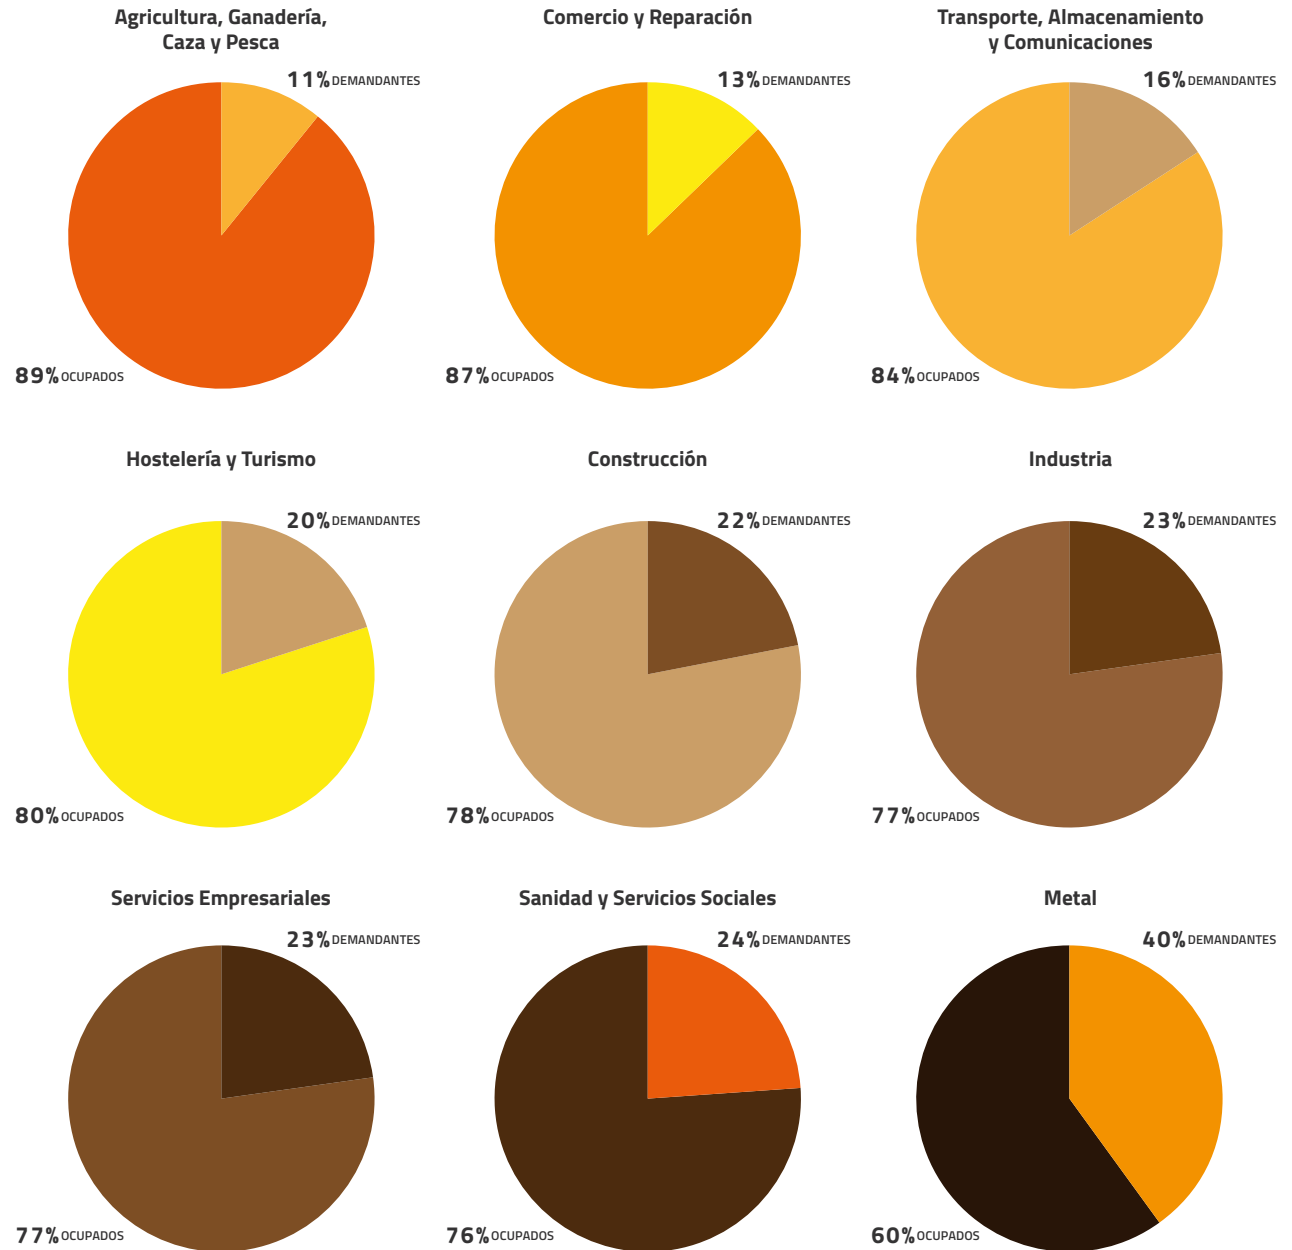 Agricultura, Ganadería,
Caza y Pesca
11% DEMANDANTES
89% OCUPADOS
Comercio y Reparación
13% DEMANDANTES
87% OCUPADOS
Transporte, Almacenamiento
y Comunicaciones
16% DEMANDANTES
84% OCUPADOS
Hostelería y Turismo
20% DEMANDANTES
80% OCUPADOS
Construcción
22% DEMANDANTES
78% OCUPADOS
Industria
23% DEMANDANTES
77% OCUPADOS
Servicios Empresariales
23% DEMANDANTES
77% OCUPADOS
Sanidad y Servicios Sociales
24% DEMANDANTES
76% OCUPADOS
Metal
40% DEMANDANTES
60% OCUPADOS